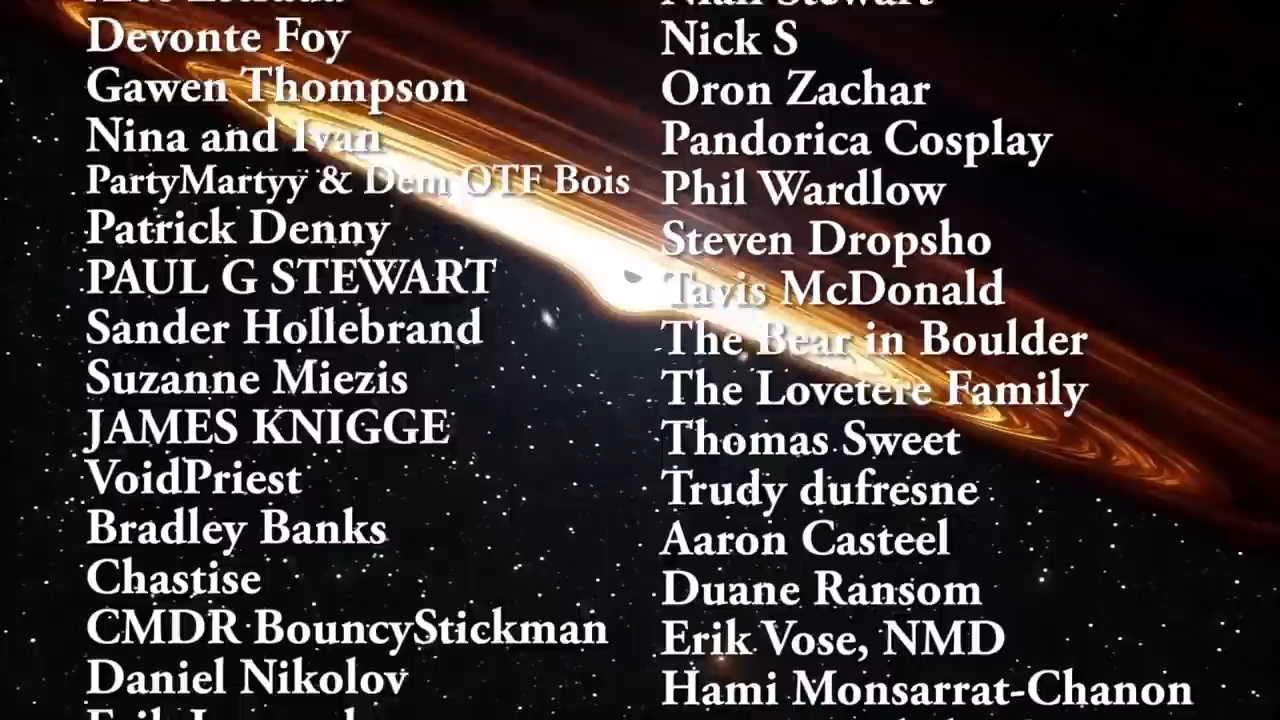 Devonte Foy
Gawen Thompson
Nina and Ivan
PartyMartyy & Dem OTF Bois
Patrick Denny
PAUL G STEWART
Sander Hollebrand
Suzanne Miezis
JAMES KNIGGE
VoidPriest
Bradley Banks
Chastise
CMDR BouncyStickman
Daniel Nikolov
Stewart
Nick S
Oron Zachar
Pandorica Cosplay
Phil Wardlow
Steven Dropsho
Tavis McDonald
The Bear in Boulder
The Lovetere Family
Thomas Sweet
Trudy dufresne
Aaron Casteel
Duane Ransom
Erik Vose, NMD
Hami Monsarrat-Chanon